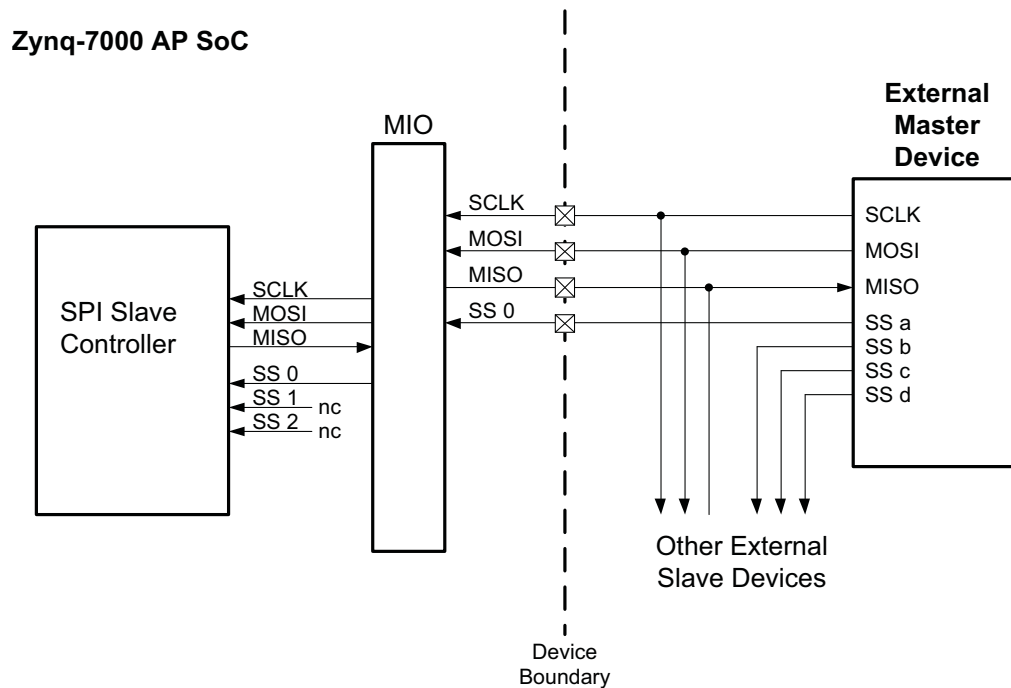 Zynq-7000 AP SoC
External
Master
Device
MIO
SCLK
MOSI
MISO
SS 0
SCLK
MOSI
MISO
SS a
SS b
SS c
SS d
SPI Slave
Controller
SCLK
MOSI
MISO
SS 0
SS 1
nc
SS 2
nc
Other External
Slave Devices
Device
Boundary